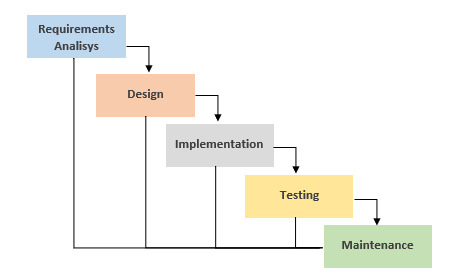 Requirements
Analisys
Design
Implementation
Testing
Maintenance